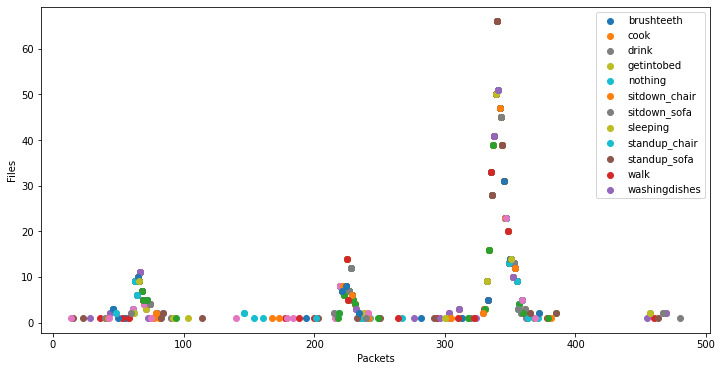 60
50
40
30
20
10
0
Files
0 100 200 300 400 500
Packets
brushteeth
cook
drink
getintobed
nothing
sitdown_chair
sitdown_sofa
sleeping
standup_chair
standup_sofa
walk
washingdishes